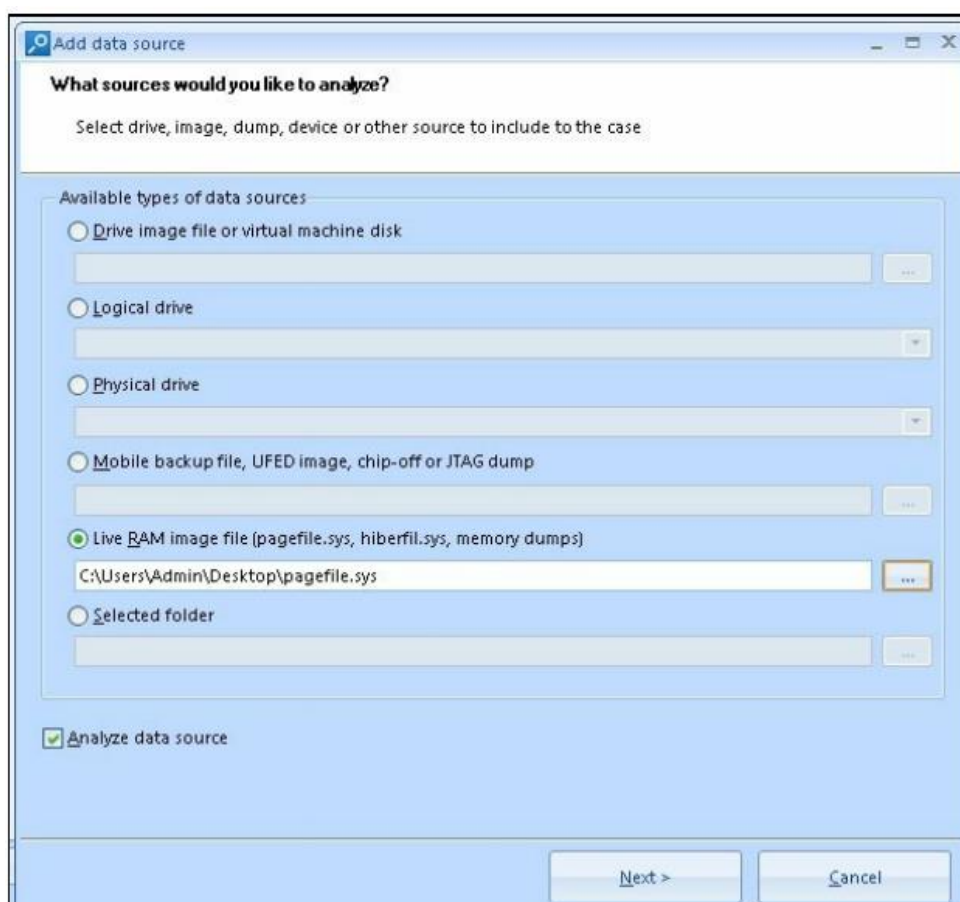 Add data source
What sources would you like to analyze?
Select drive, image, dump, device or other source to include to the case
Available types of data sources
Drive image file or virtual machine disk
...
Logical drive
Physical drive
Mobile backup file, UFED image, chip-off or JTAG dump
...
Live RAM image file (pagefile.sys, hiberfil.sys, memory dumps)
C:\Users\Admin\Desktop\pagefile.sys
...
Selected folder
...
Analyze data source
Next >
Cancel